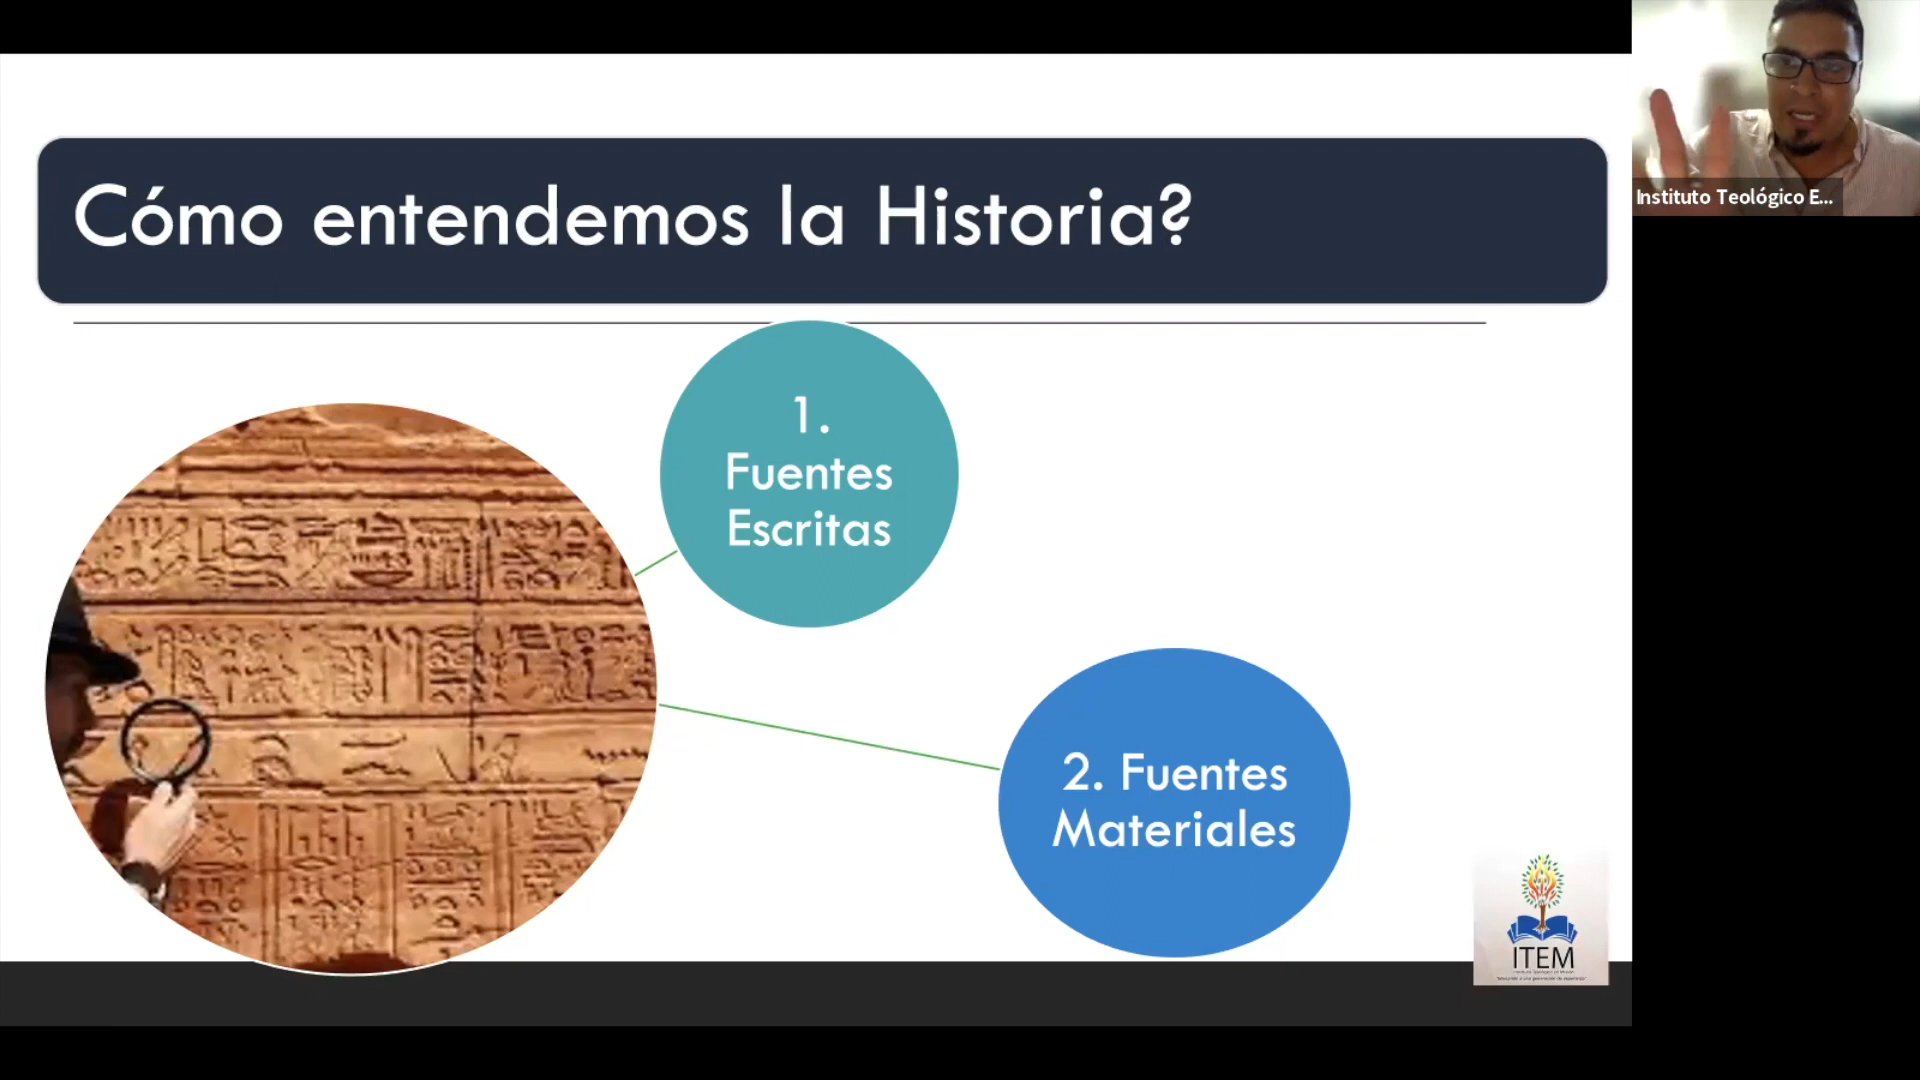 Cómo entendemos la Historia?
1.
Fuentes
Escritas
2. Fuentes
Materiales
ITEM
Instituto Teológico E...